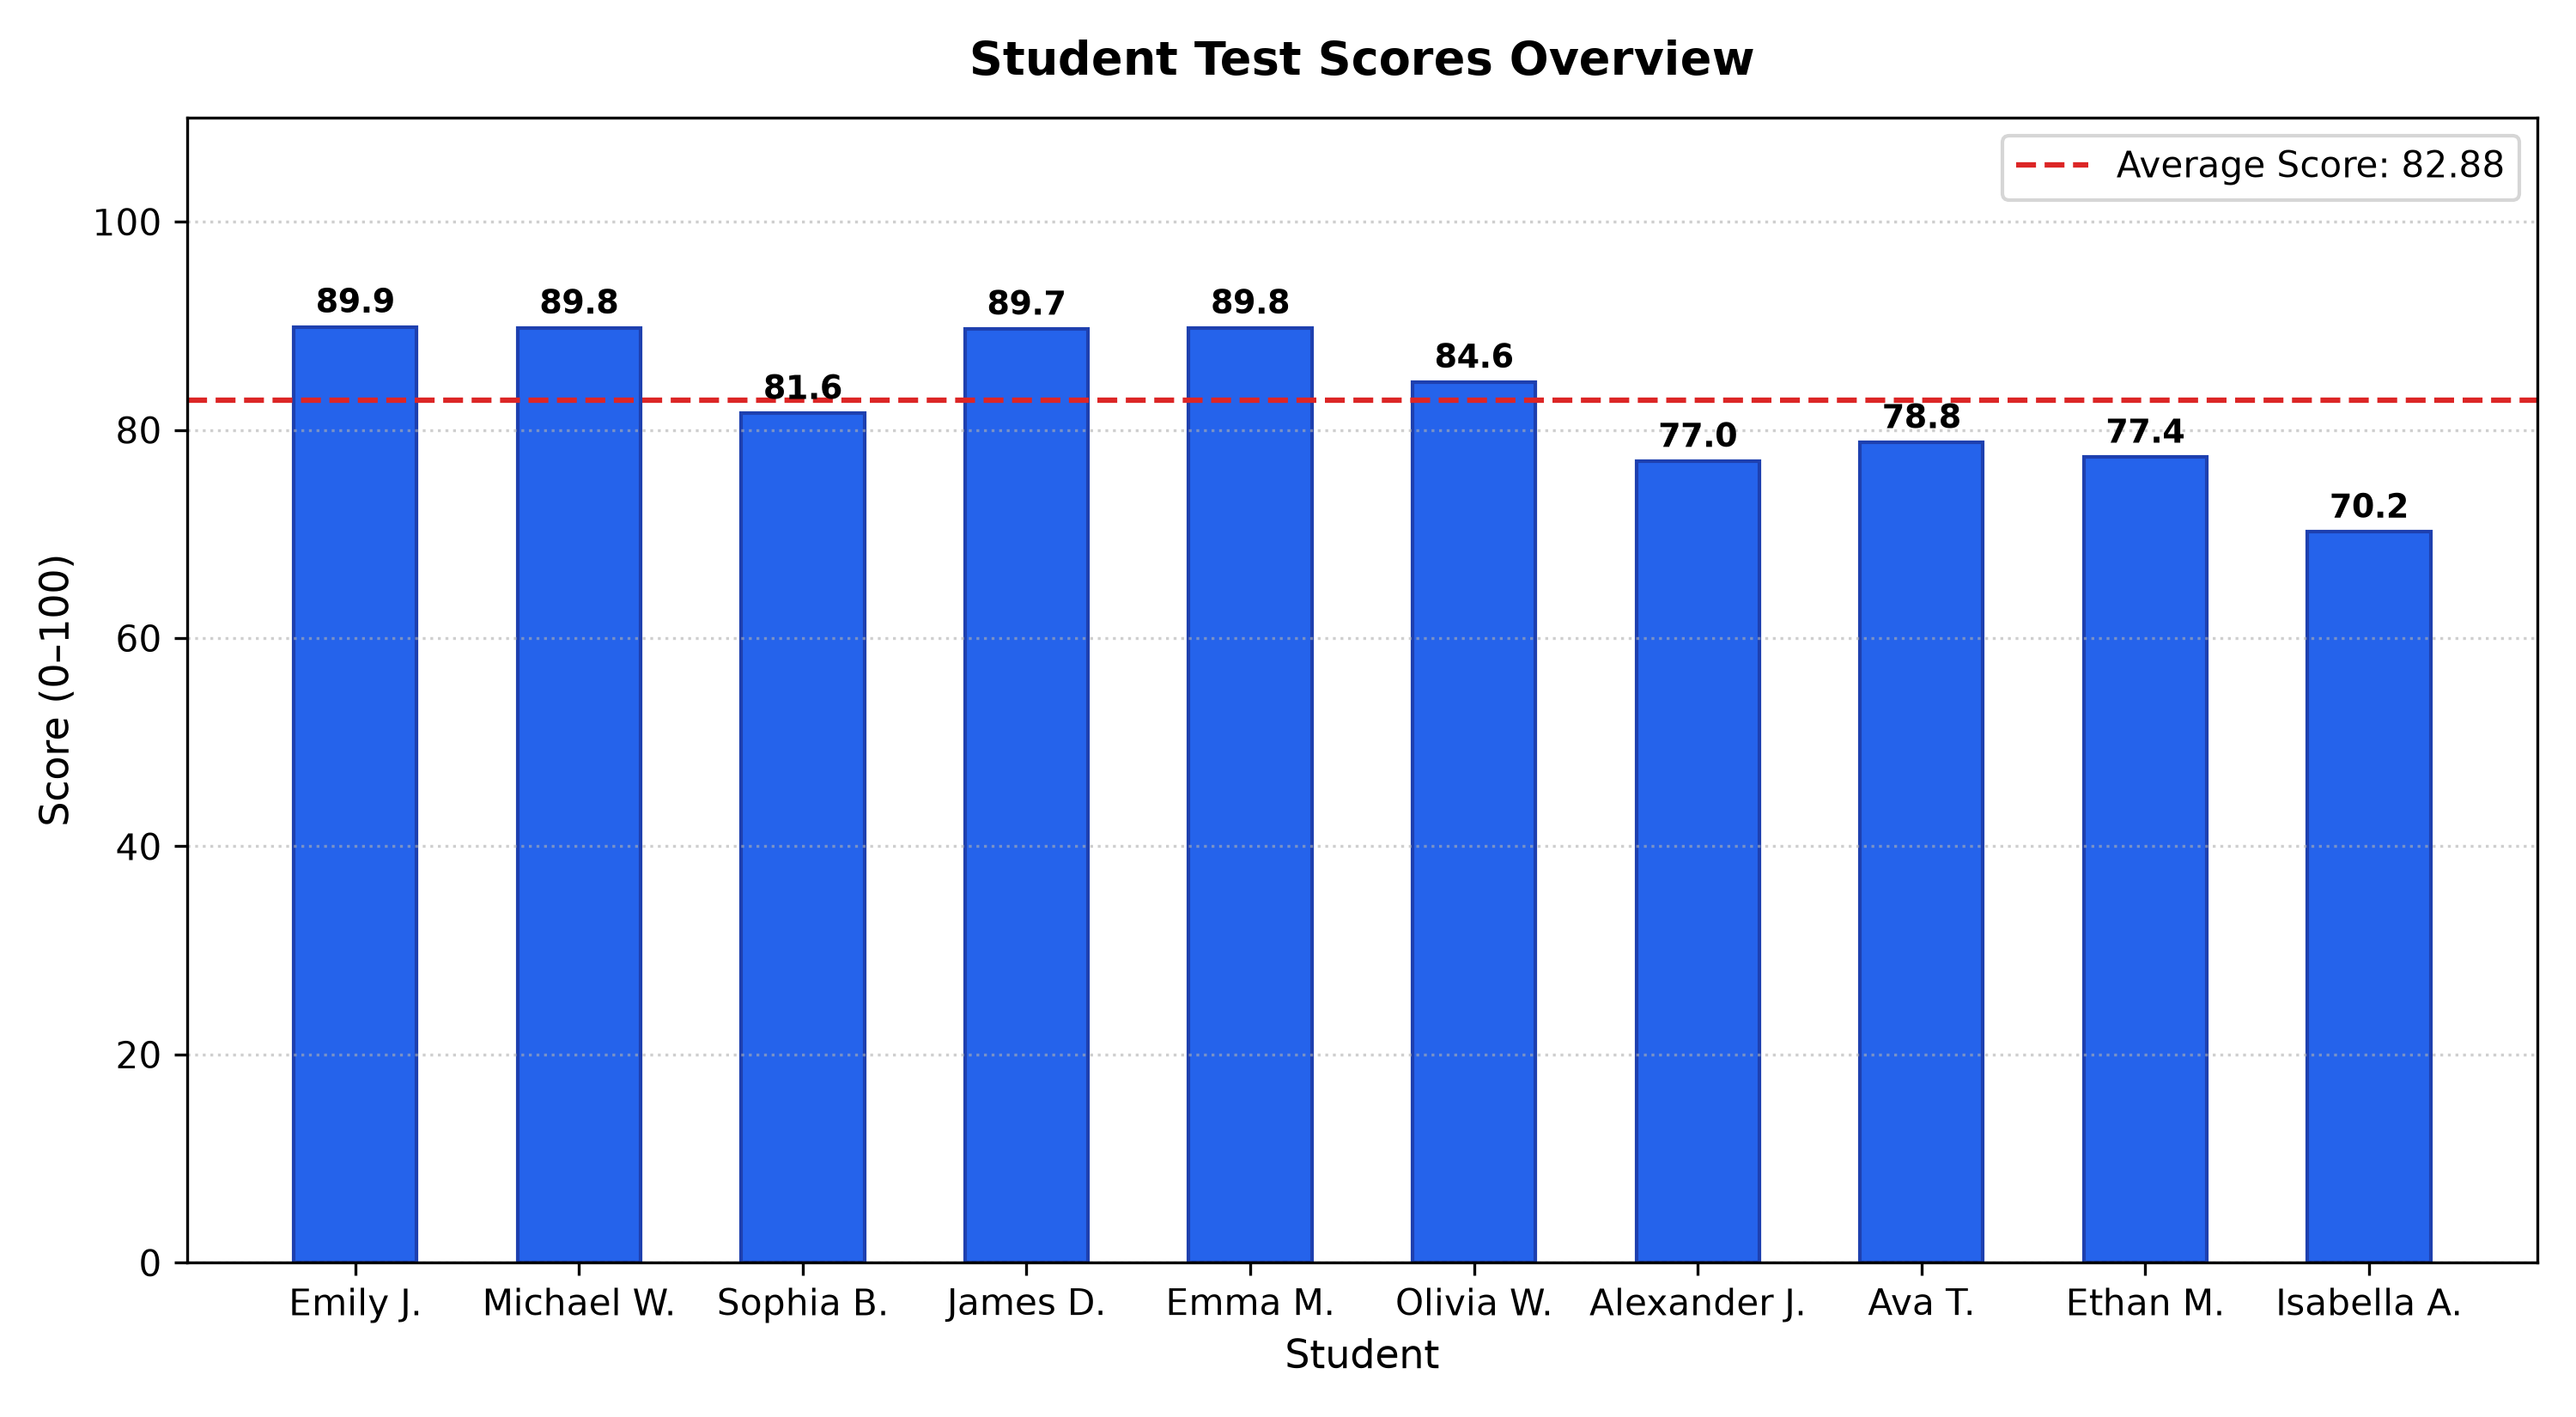 Student Test Scores Overview
Average Score: 82.88
Score (0–100)
100
80
60
40
20
0
89.9
89.8
81.6
89.7
89.8
84.6
77.0
78.8
77.4
70.2
Emily J.
Michael W.
Sophia B.
James D.
Emma M.
Olivia W.
Alexander J.
Ava T.
Ethan M.
Isabella A.
Student